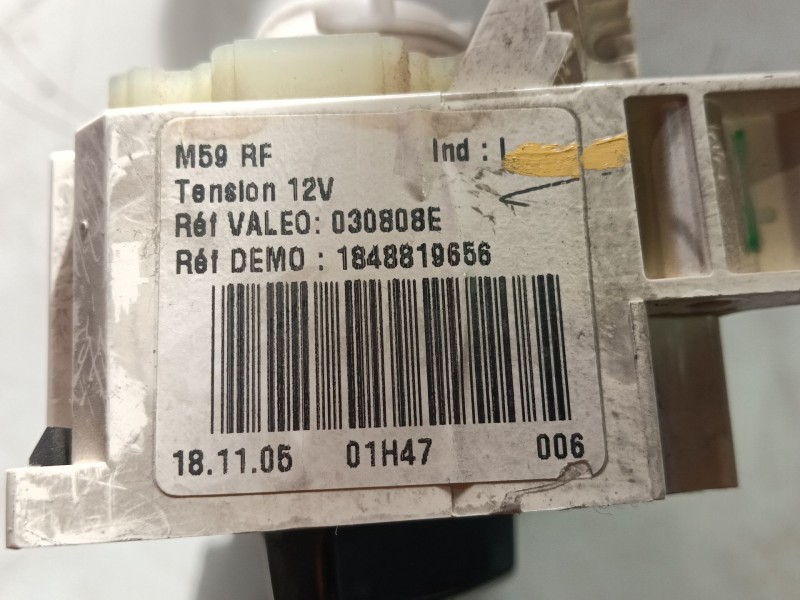 M59 RF Ind : I
Tension 12V
Réf VALEO: 030808E
Réf DEMO : 1848819656
18.11.05 01H47 006